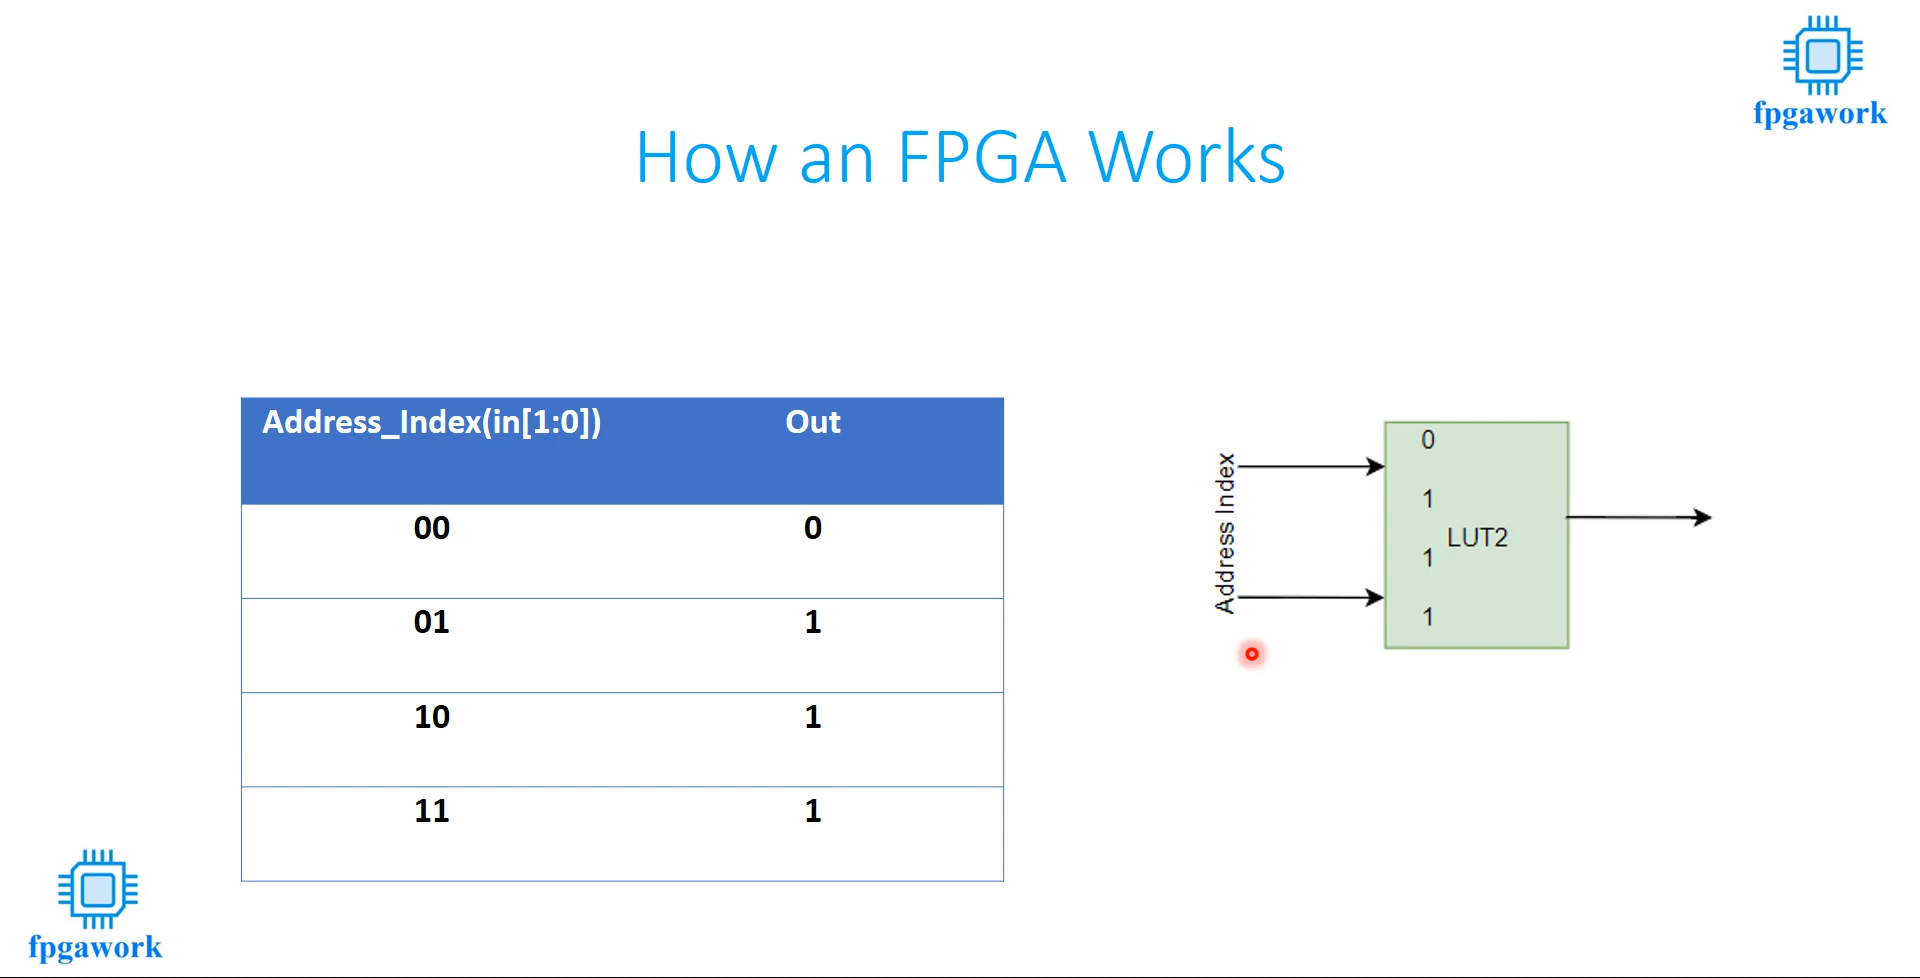 fpgawork
How an FPGA Works
Address_Index(in[1:0]) Out
00 0
01 1
10 1
11 1
Address Index
0
1
LUT2
1
1
fpgawork